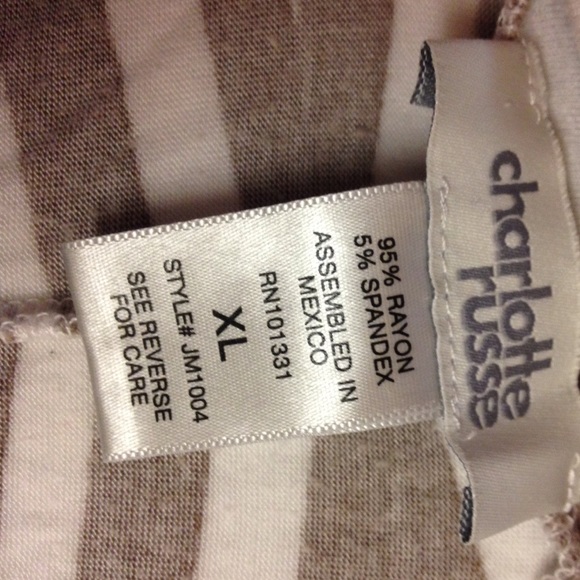 charlotte
russe
95% RAYON
5% SPANDEX
ASSEMBLED IN
MEXICO
RN101331
XL
STYLE# JM1004
SEE REVERSE
FOR CARE